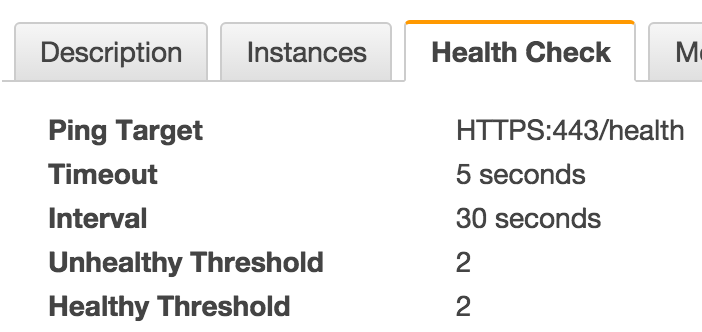 Description Instances Health Check Mo
Ping Target HTTPS:443/health
Timeout 5 seconds
Interval 30 seconds
Unhealthy Threshold 2
Healthy Threshold 2